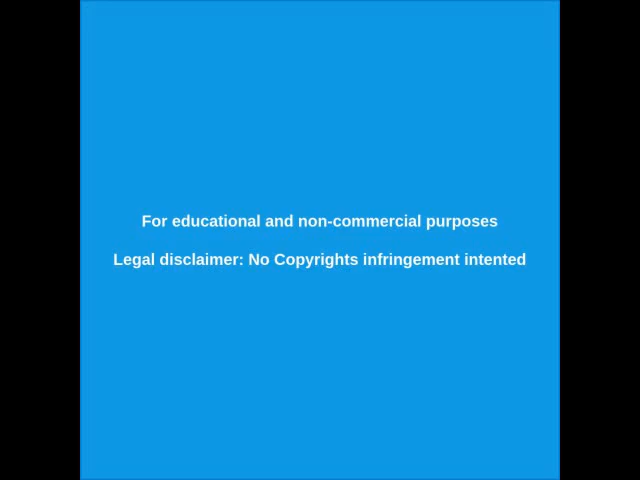 For educational and non-commercial purposes
Legal disclaimer: No Copyrights infringement intented